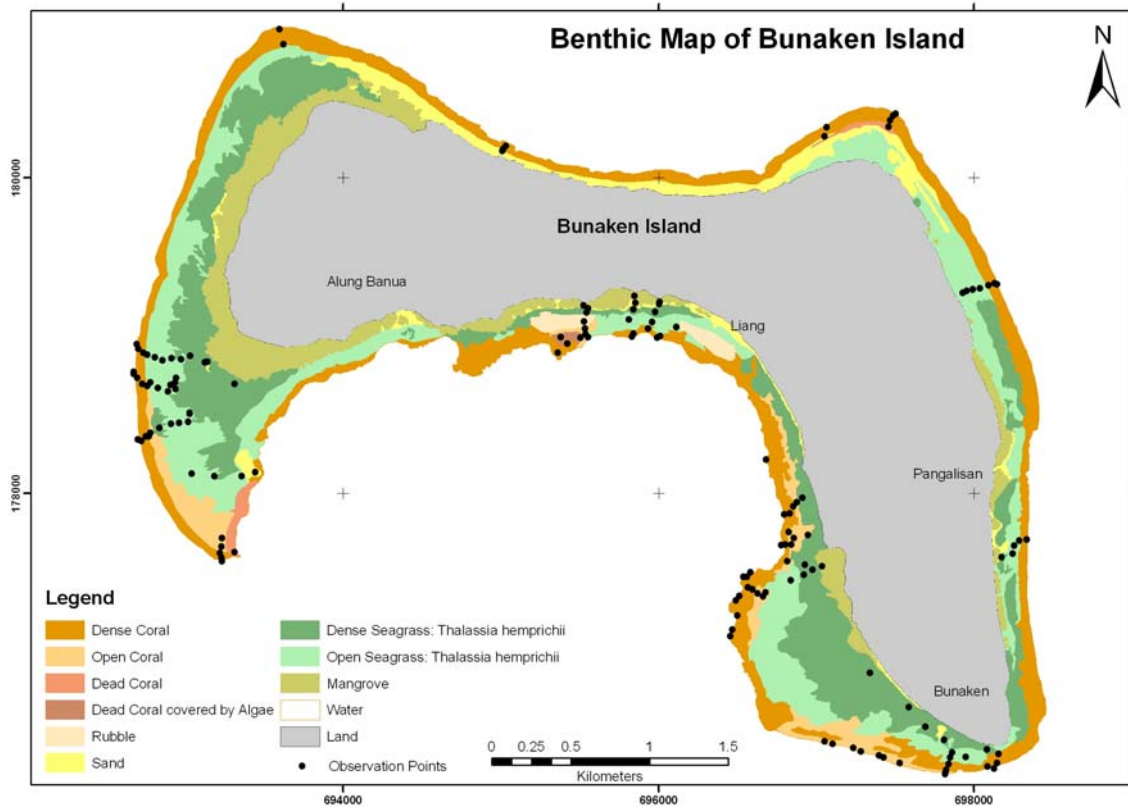 Benthic Map of Bunaken Island
N
180000
180000
Bunaken Island
Alung Banua
Liang
Pangalisan
178000
178000
Bunaken
Legend
Dense Coral
Open Coral
Dead Coral
Dead Coral covered by Algae
Rubble
Sand
Dense Seagrass: Thalassia hemprichii
Open Seagrass: Thalassia hemprichii
Mangrove
Water
Land
Observation Points
0 0.25 0.5 1 1.5
Kilometers
694000 696000 698000